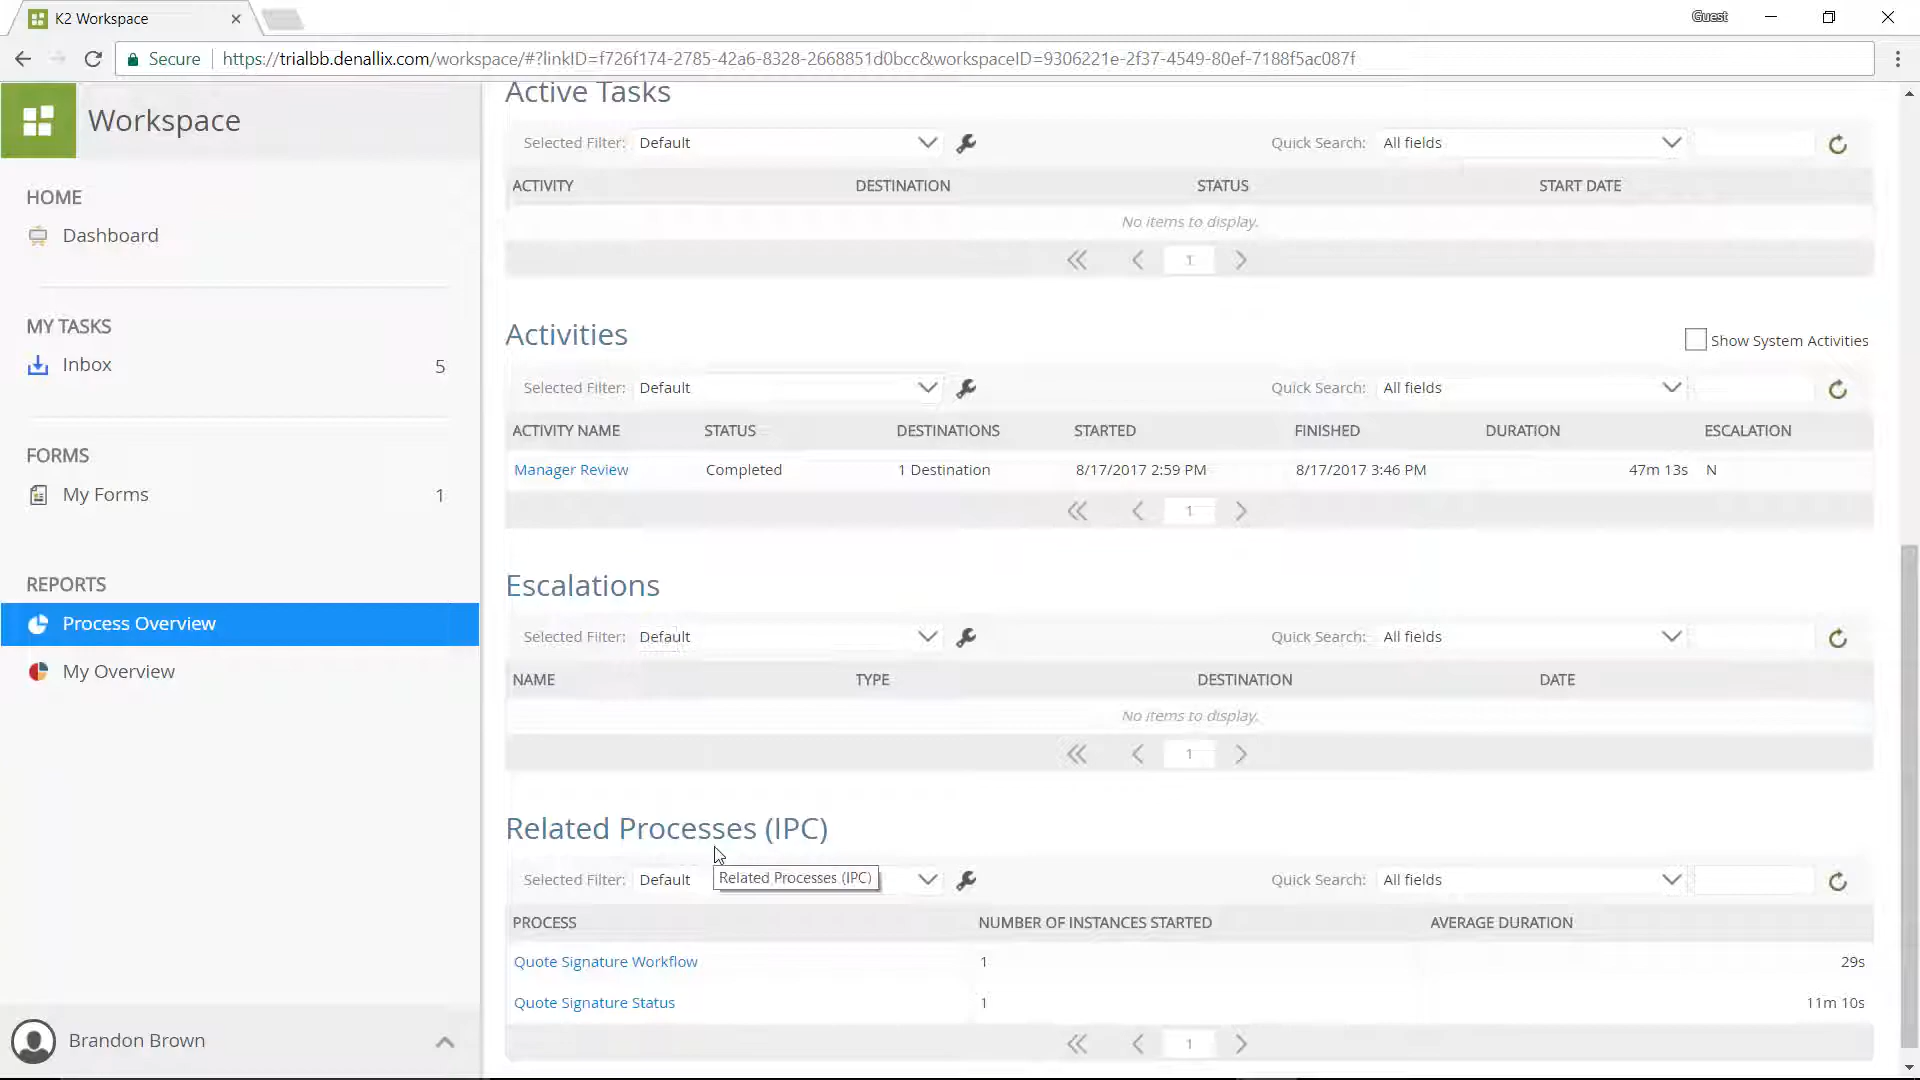 K2 Workspace
Guest
Secure https://trialbb.denallix.com/workspace/#?linkID=f726f174-2785-42a6-8328-2668851d0bcc&workspaceID=9306221e-2f37-4549-80ef-7188f5ac087f
Workspace
HOME
Dashboard
MY TASKS
Inbox 5
FORMS
My Forms 1
REPORTS
Process Overview
My Overview
Brandon Brown
Active Tasks
Selected Filter: Default Quick Search: All fields
ACTIVITY DESTINATION STATUS START DATE
No items to display.
1
Activities
Show System Activities
Selected Filter: Default Quick Search: All fields
ACTIVITY NAME STATUS DESTINATIONS STARTED FINISHED DURATION ESCALATION
Manager Review Completed 1 Destination 8/17/2017 2:59 PM 8/17/2017 3:46 PM 47m 13s N
1
Escalations
Selected Filter: Default Quick Search: All fields
NAME TYPE DESTINATION DATE
No items to display.
1
Related Processes (IPC)
Selected Filter: Default Related Processes (IPC) Quick Search: All fields
PROCESS NUMBER OF INSTANCES STARTED AVERAGE DURATION
Quote Signature Workflow 1 29s
Quote Signature Status 1 11m 10s
1